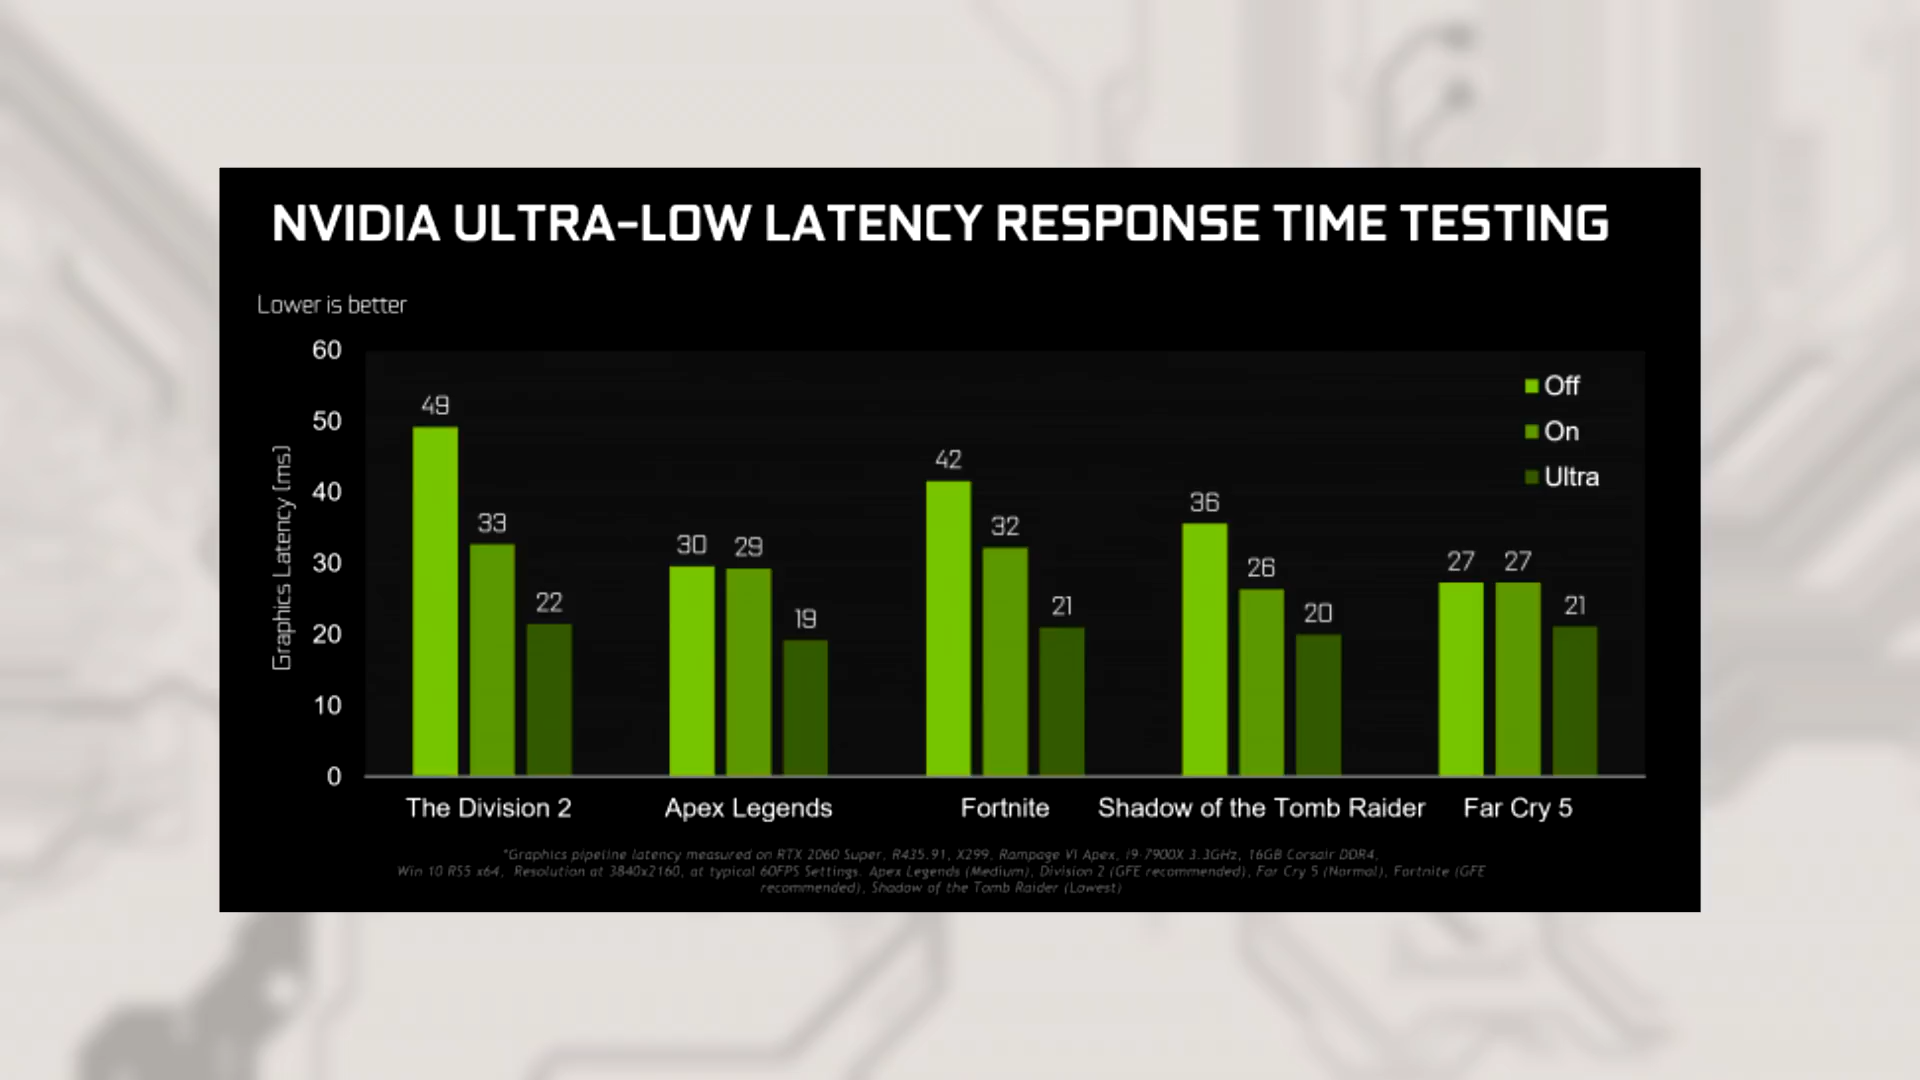 NVIDIA ULTRA-LOW LATENCY RESPONSE TIME TESTING
Lower is better
Graphics Latency (ms)
60
50
40
30
20
10
0
Off
On
Ultra
49
33
22
30
29
19
42
32
21
36
26
20
27
27
21
The Division 2
Apex Legends
Fortnite
Shadow of the Tomb Raider
Far Cry 5
*Graphics pipeline latency measured on RTX 2060 Super, R435.91, X299, Rampage VI Apex, i9-7900X 3.3GHz, 16GB Corsair DDR4,
Win 10 RS5 x64, Resolution at 3840x2160, at typical 60FPS Settings. Apex Legends (Medium), Division 2 (GFE recommended), Far Cry 5 (Normal), Fortnite (GFE
recommended), Shadow of the Tomb Raider (Lowest)